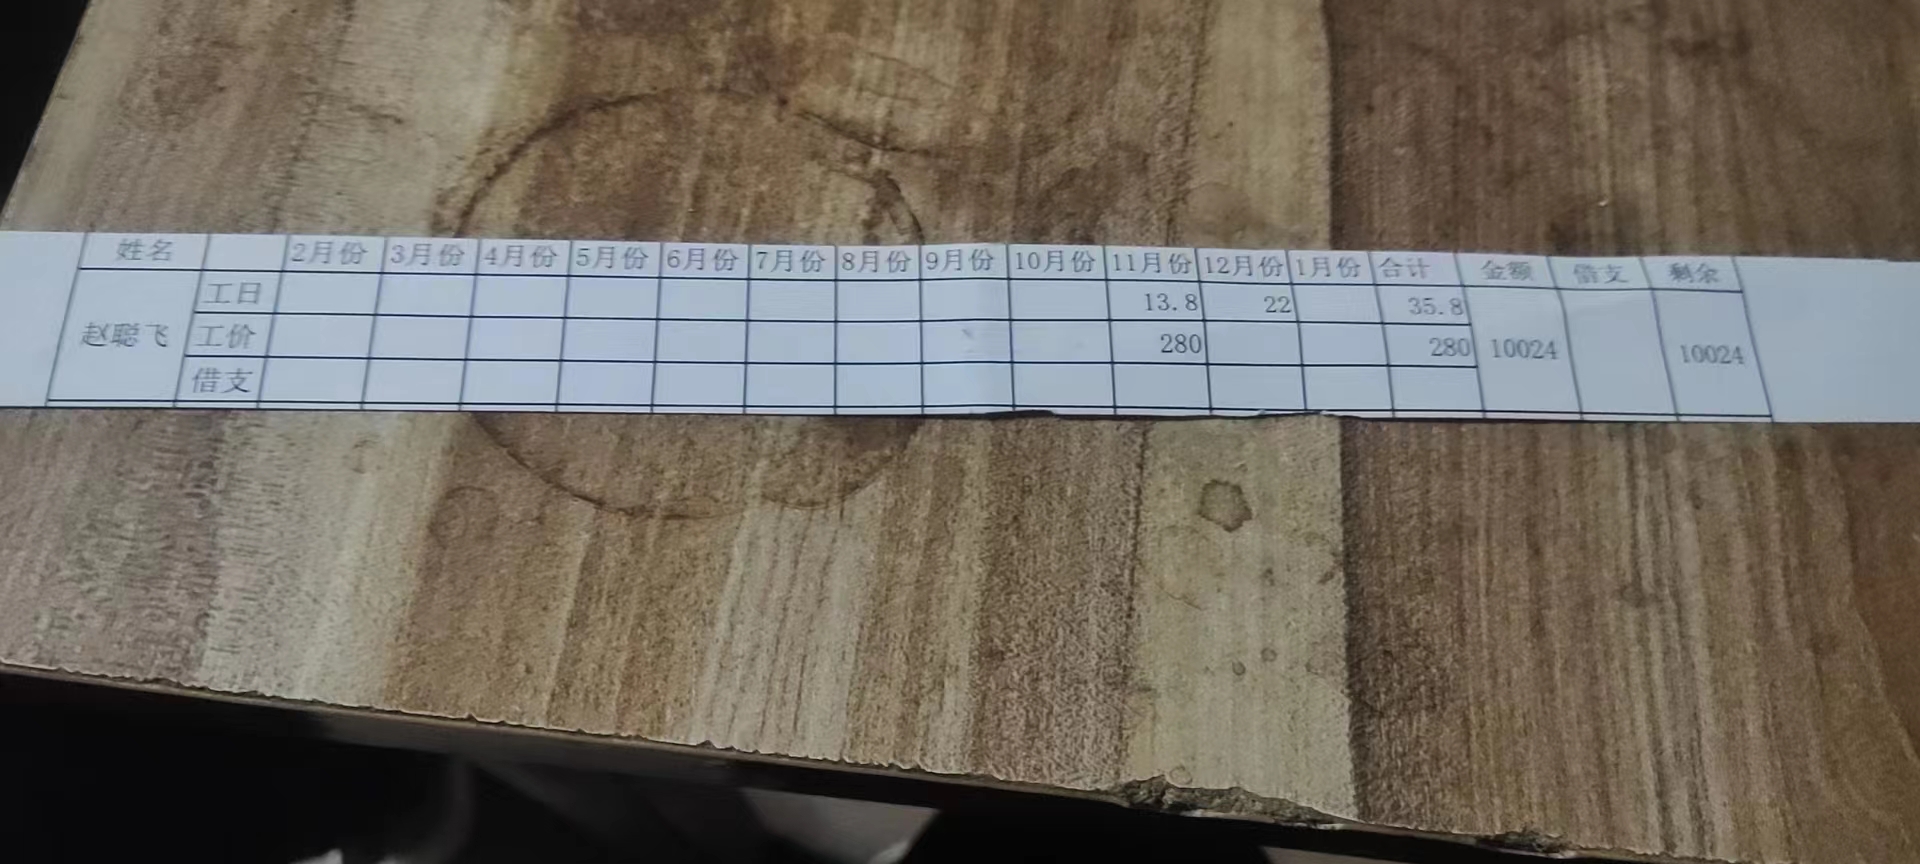 姓名 2月份 3月份 4月份 5月份 6月份 7月份 8月份 9月份 10月份 11月份 12月份 1月份 合计 金额 借支 剩余
工日 13.8 22 35.8
赵聪飞 工价 280 280 10024 10024
借支